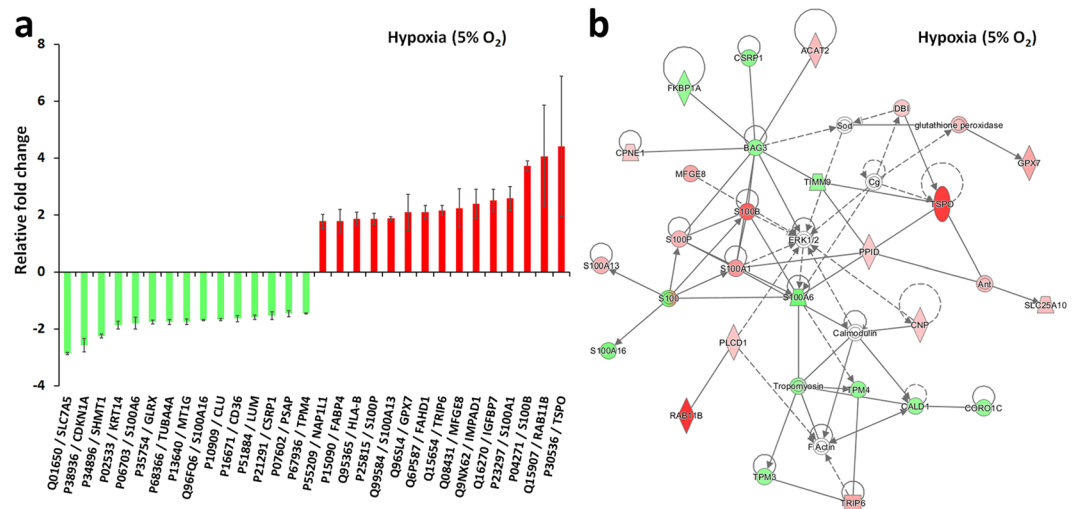 a
Hypoxia (5% O₂)
Relative fold change
8
6
4
2
0
-2
-4
Q01650 / SLC7A5
P38936 / CDKN1A
P34896 / SHMT1
P02533 / KRT14
P06703 / S100A6
P35754 / GLRX
P68366 / TUBA4A
P13640 / MT1G
Q96FQ6 / S100A16
P10909 / CLU
P16671 / CD36
P51884 / LUM
P21291 / CSRP1
P07602 / PSAP
P67936 / TPM4
P55209 / NAP1L1
P15090 / FABP4
Q95365 / HLA-B
P25815 / S100P
Q99584 / S100A13
Q96SL4 / GPX7
Q6P587 / FAHD1
Q15654 / TRIP6
Q08431 / MFGE8
Q9NX62 / IMPAD1
Q16270 / IGFBP7
P23297 / S100A1
P04271 / S100B
Q15907 / RAB11B
P30536 / TSPO
b
Hypoxia (5% O₂)
ACAT2
CSRP1
FKBP1A
DBI
Sod
glutathione peroxidase
BAG3
CPNE1
GPX7
MFGE8
TIMM9
Cg
TSPO
S100B
S100P
ERK1/2
PPID
S100A13
S100A1
Ant
S100
S100A6
SLC25A10
CNP
Calmodulin
PLCD1
S100A16
Tropomyosin
TPM4
RAB11B
CALD1
CORO1C
F Actin
TPM3
TRIP6